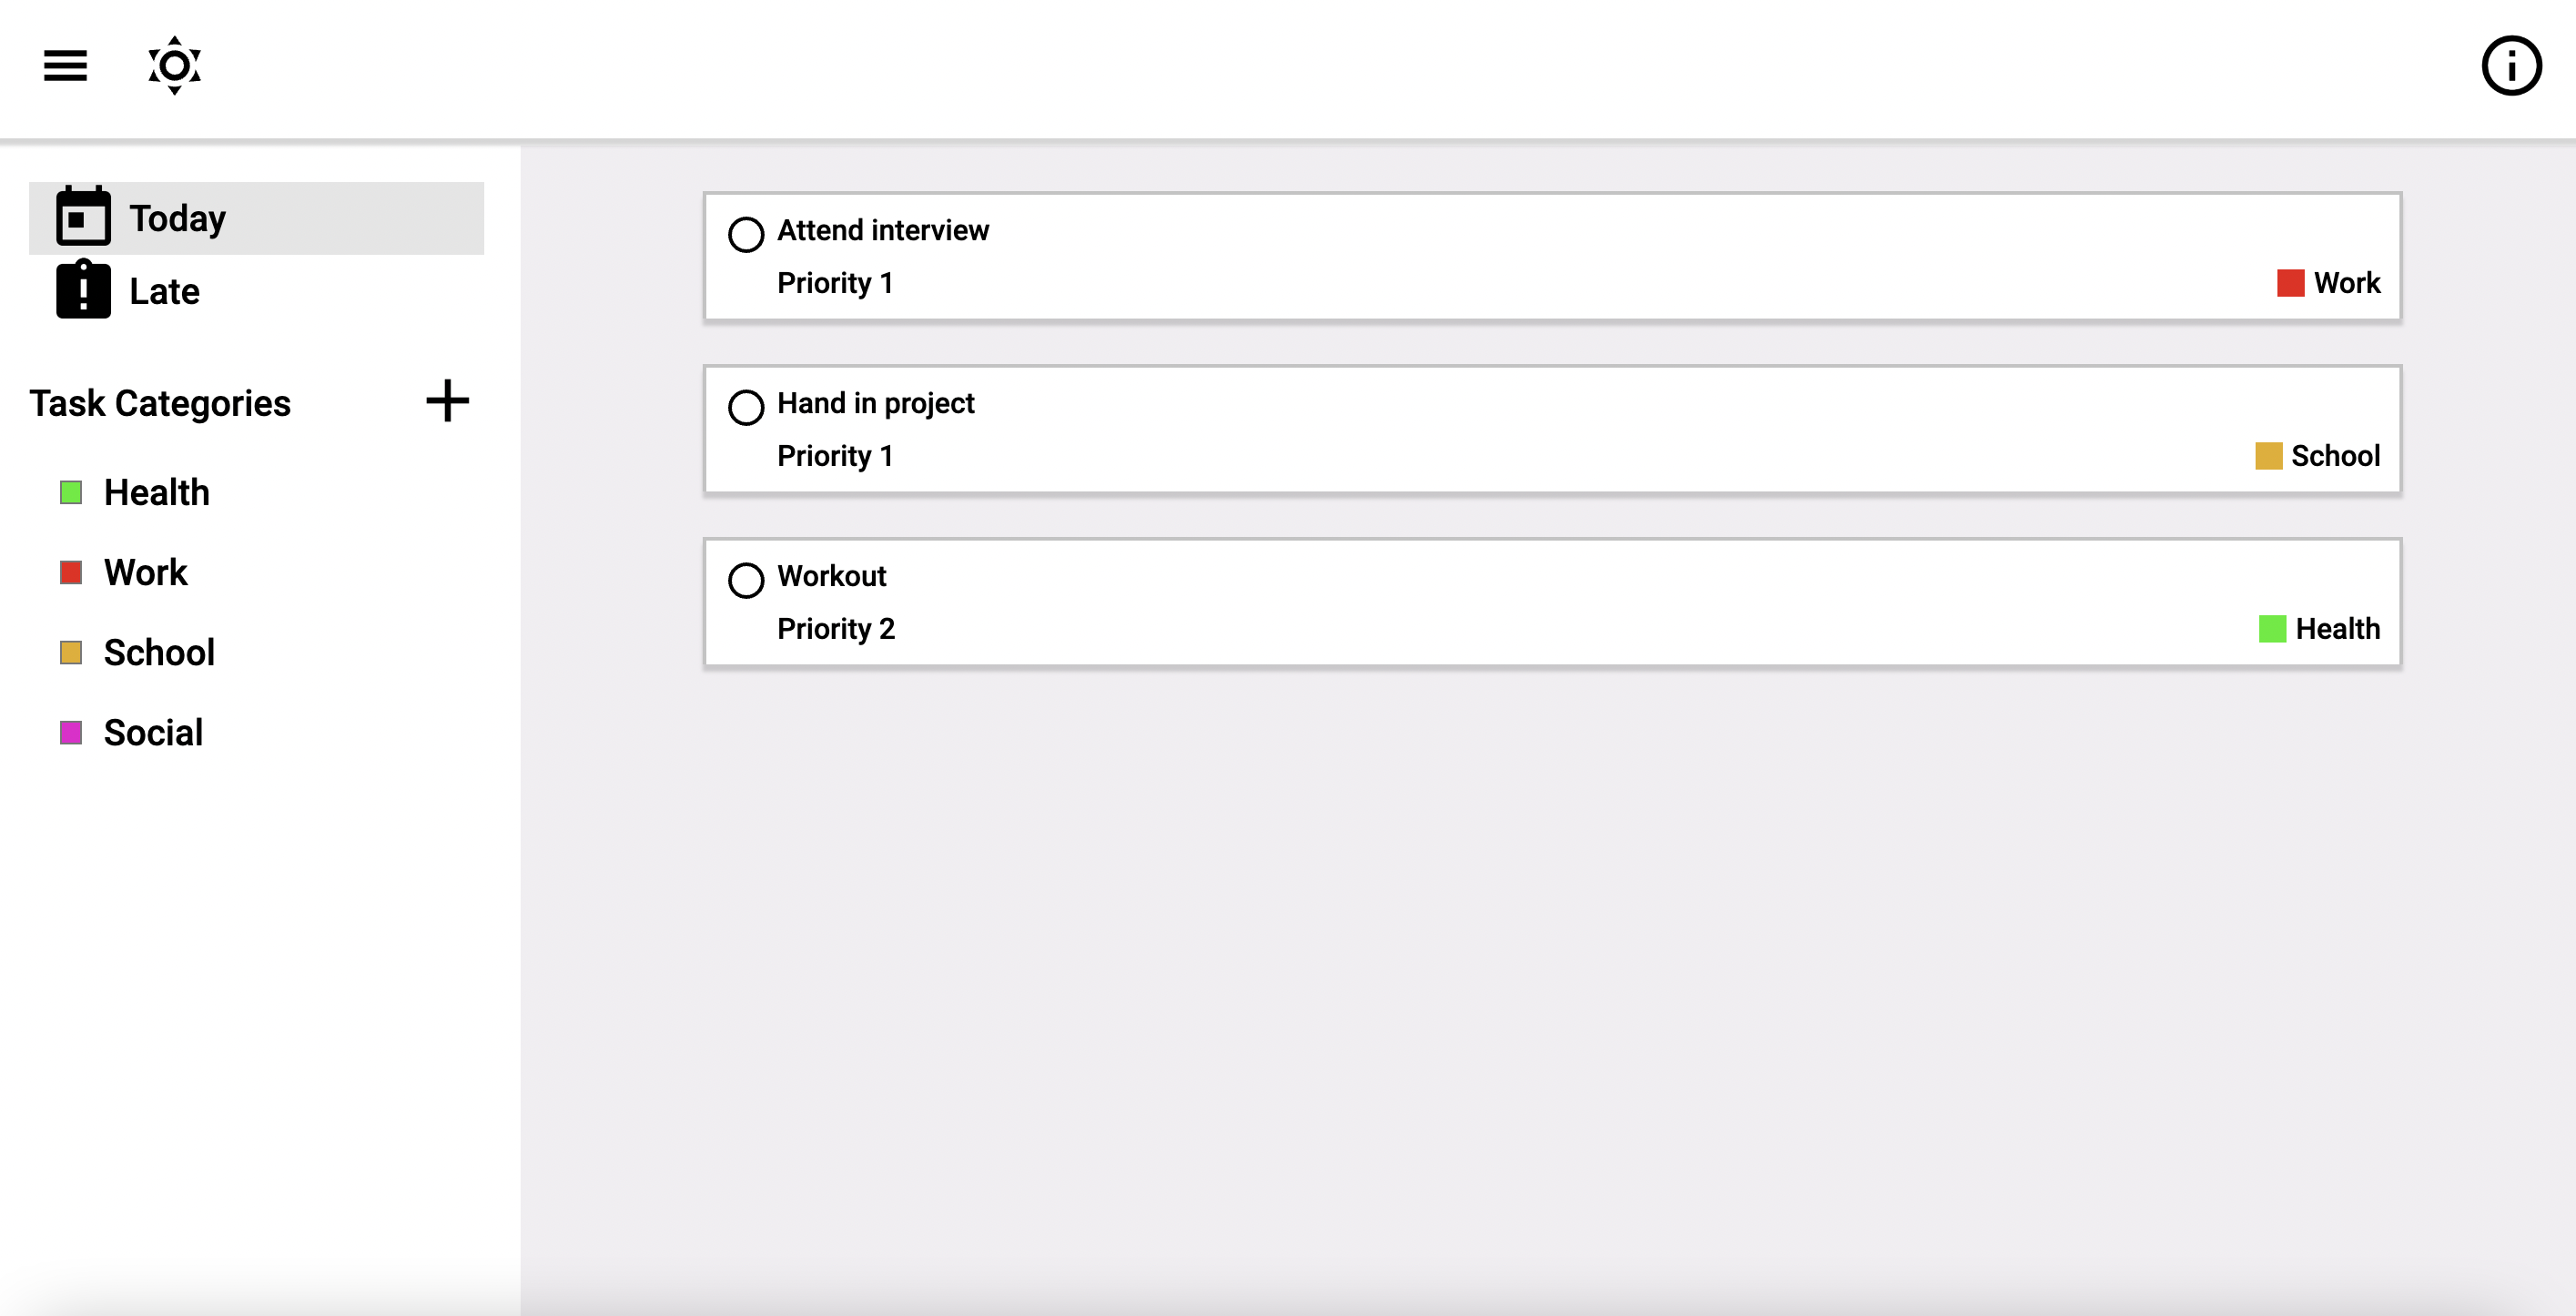 Today
Late
Task Categories
Health
Work
School
Social
Attend interview
Priority 1
Work
Hand in project
Priority 1
School
Workout
Priority 2
Health